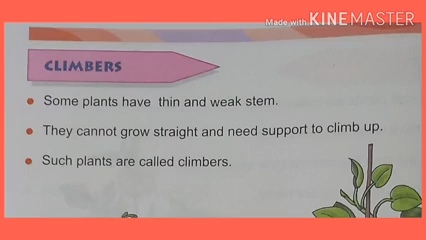 Made with KINEMASTER
CLIMBERS
Some plants have thin and weak stem.
They cannot grow straight and need support to climb up.
Such plants are called climbers.